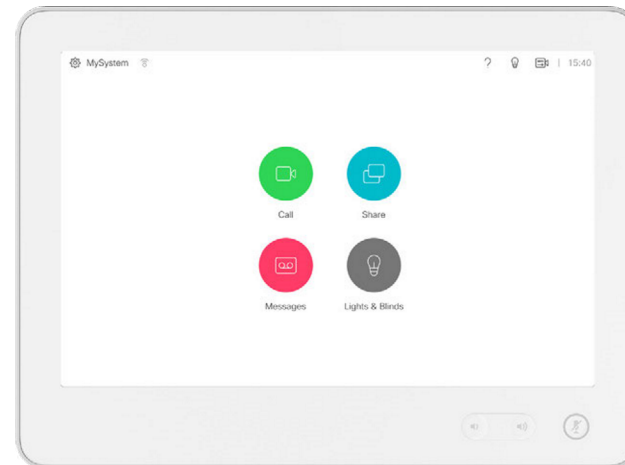 MySystem
? | 15:40
Call
Share
Messages
Lights & Blinds